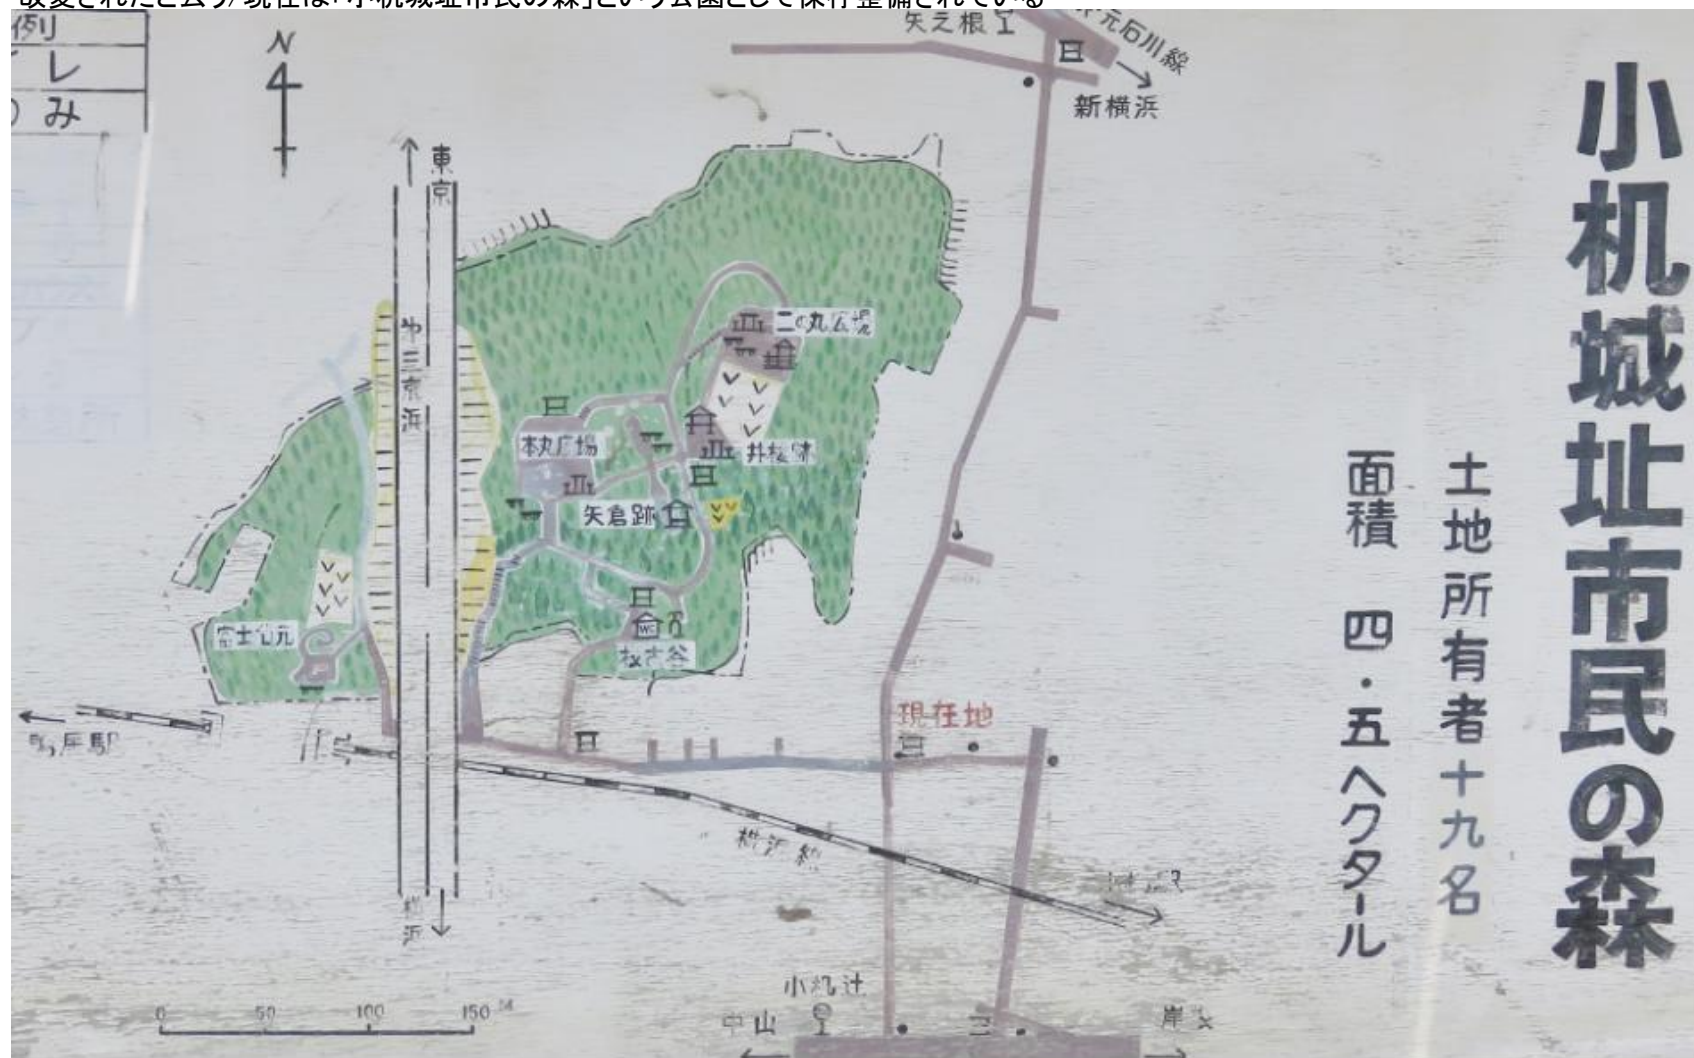 改変されたと云う/現在は「小机城址市民の森」という公園として保存整備されている
例
レ
み
N
矢之根
元石川線
新横浜
小机城址市民の森
土地所有者十九名
面積 四・五ヘクタール
東京
第三京浜
二の丸広場
本丸広場
井桜跡
矢倉跡
富士仙元
WC
根古谷
現在地
横浜線
横浜
0 50 100 150 M
小机辻
中山
岸